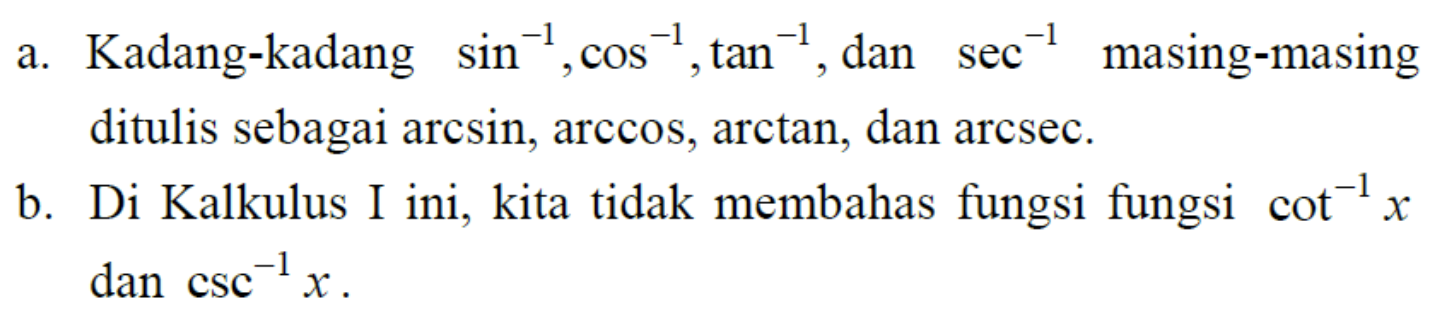 a. Kadang-kadang sin⁻¹, cos⁻¹, tan⁻¹, dan sec⁻¹ masing-masing
ditulis sebagai arcsin, arccos, arctan, dan arcsec.
b. Di Kalkulus I ini, kita tidak membahas fungsi fungsi cot⁻¹ x
dan csc⁻¹ x.